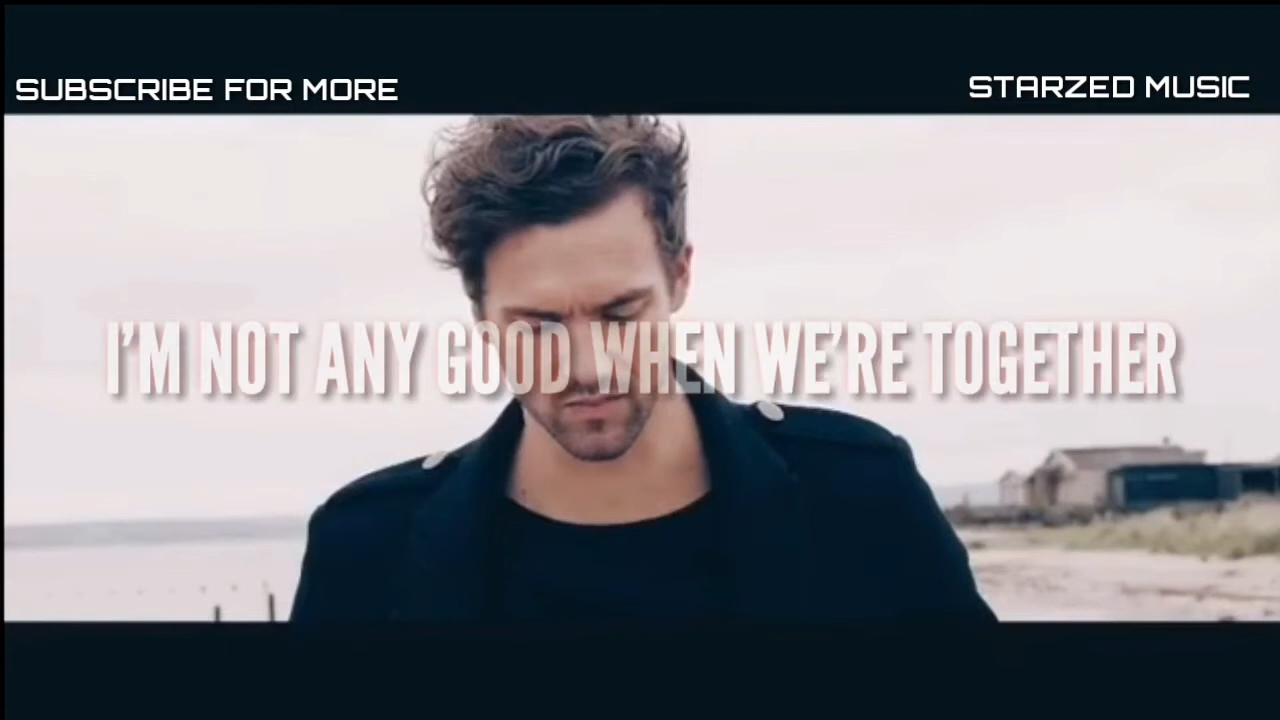 SUBSCRIBE FOR MORE
STARZED MUSIC
I'M NOT ANY GOOD WHEN WE'RE TOGETHER